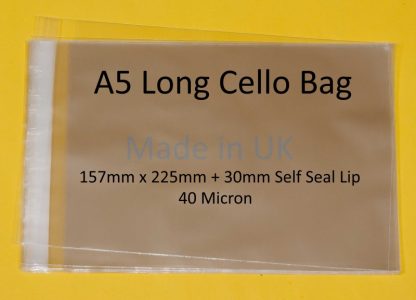 A5 Long Cello Bag
Made in UK
157mm x 225mm + 30mm Self Seal Lip
40 Micron